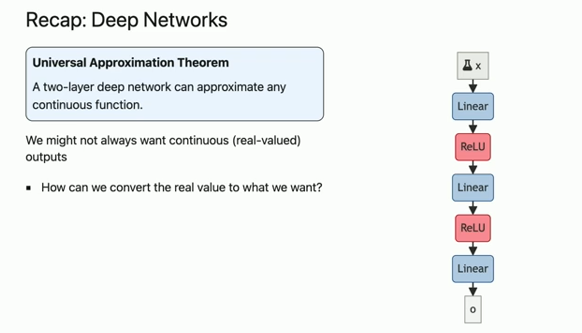 Recap: Deep Networks
Universal Approximation Theorem
A two-layer deep network can approximate any
continuous function.
We might not always want continuous (real-valued)
outputs
▪ How can we convert the real value to what we want?
x
Linear
ReLU
Linear
ReLU
Linear
o